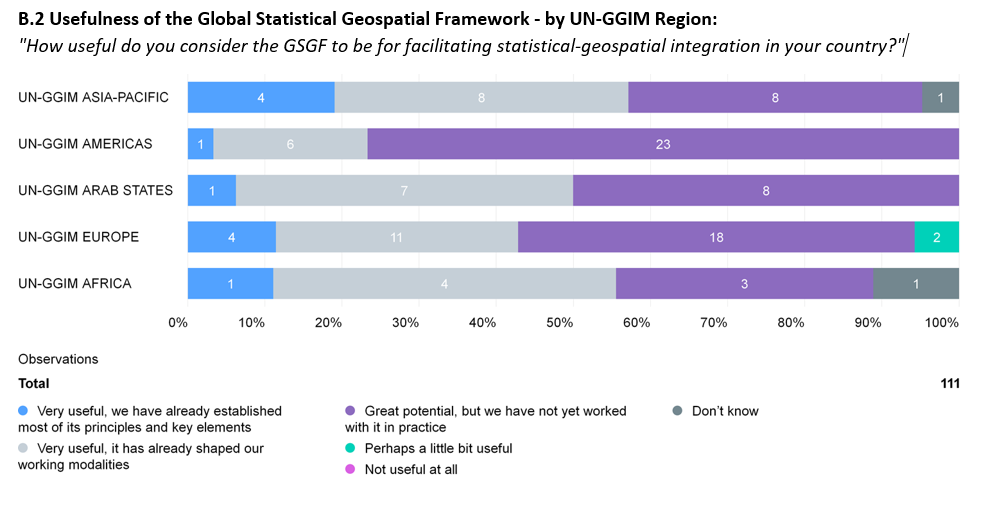 B.2 Usefulness of the Global Statistical Geospatial Framework - by UN-GGIM Region:
"How useful do you consider the GSGF to be for facilitating statistical-geospatial integration in your country?"
UN-GGIM ASIA-PACIFIC 4 8 8 1
UN-GGIM AMERICAS 1 6 23
UN-GGIM ARAB STATES 1 7 8
UN-GGIM EUROPE 4 11 18 2
UN-GGIM AFRICA 1 4 3 1
0% 10% 20% 30% 40% 50% 60% 70% 80% 90% 100%
Observations
Total 111
Very useful, we have already established
most of its principles and key elements
Very useful, it has already shaped our
working modalities
Great potential, but we have not yet worked
with it in practice
Perhaps a little bit useful
Not useful at all
Don't know